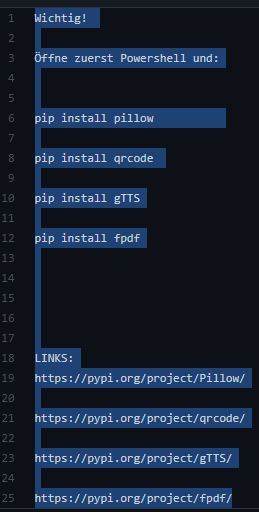 1 Wichtig!
2
3 Öffne zuerst Powershell und:
4
5
6 pip install pillow
7
8 pip install qrcode
9
10 pip install gTTS
11
12 pip install fpdf
13
14
15
16
17
18 LINKS:
19 https://pypi.org/project/Pillow/
20
21 https://pypi.org/project/qrcode/
22
23 https://pypi.org/project/gTTS/
24
25 https://pypi.org/project/fpdf/